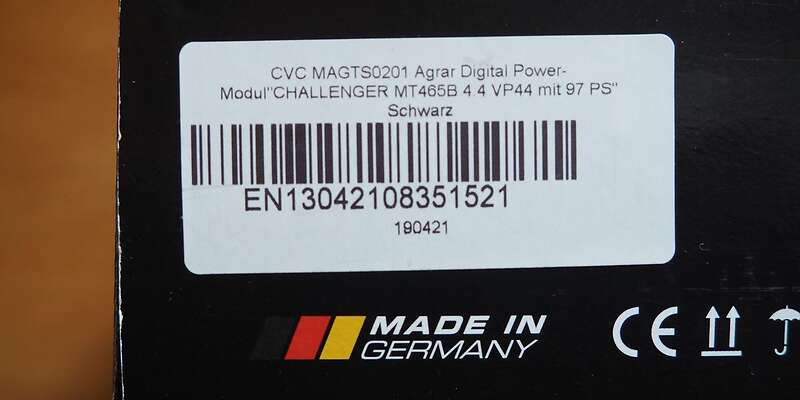 CVC MAGTS0201 Agrar Digital Power-
Modul"CHALLENGER MT465B 4 4 VP44 mit 97 PS"
Schwarz
EN13042108351521
190421
MADE IN
GERMANY
CE